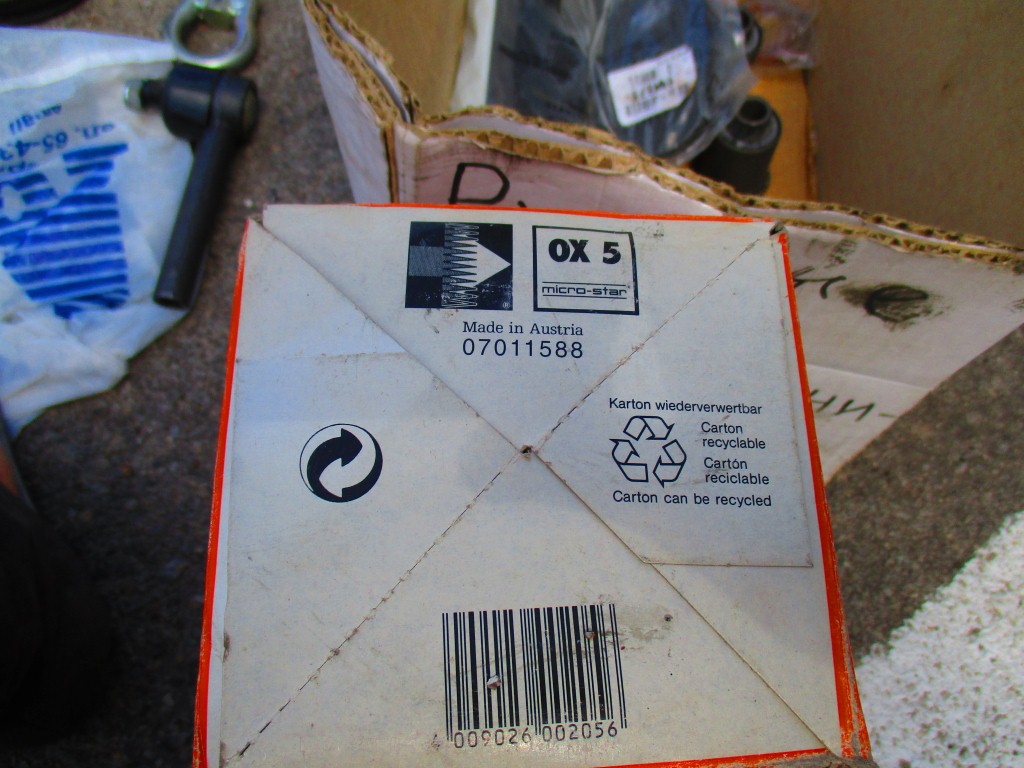 OX 5
micro-star
Made in Austria
07011588
Karton wiederverwertbar
Carton
recyclable
Cartón
reciclable
Carton can be recycled
4 009026 002056